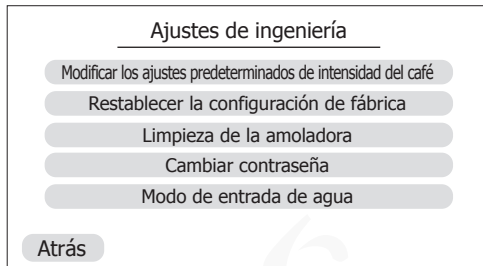 Ajustes de ingeniería
Modificar los ajustes predeterminados de intensidad del café
Restablecer la configuración de fábrica
Limpieza de la amoladora
Cambiar contraseña
Modo de entrada de agua
Atrás